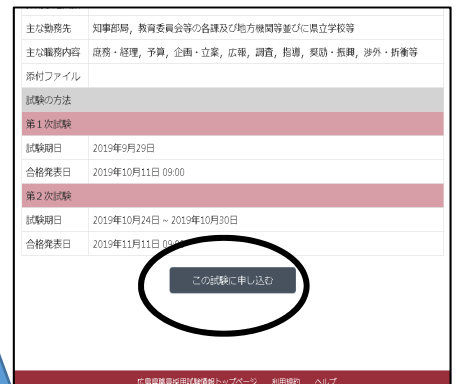 主な勤務先 知事部局，教育委員会等の各課及び地方機関等並びに県立学校等
主な職務内容 庶務・経理，予算，企画・立案，広報，調査，指導，奨励・振興，渉外・折衝等
添付ファイル
試験の方法
第１次試験
試験期日 2019年9月29日
合格発表日 2019年10月11日 09:00
第２次試験
試験期日 2019年10月24日 ~ 2019年10月30日
合格発表日 2019年11月11日 09:00
この試験に申し込む
広島県職員採用試験情報トップページ 利用規約 ヘルプ